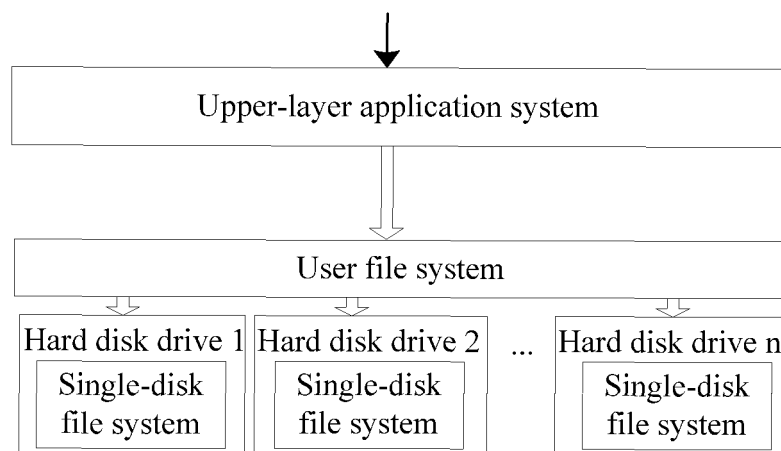 Upper-layer application system
User file system
Hard disk drive 1 Hard disk drive 2 ... Hard disk drive n
Single-disk Single-disk Single-disk
file system file system file system